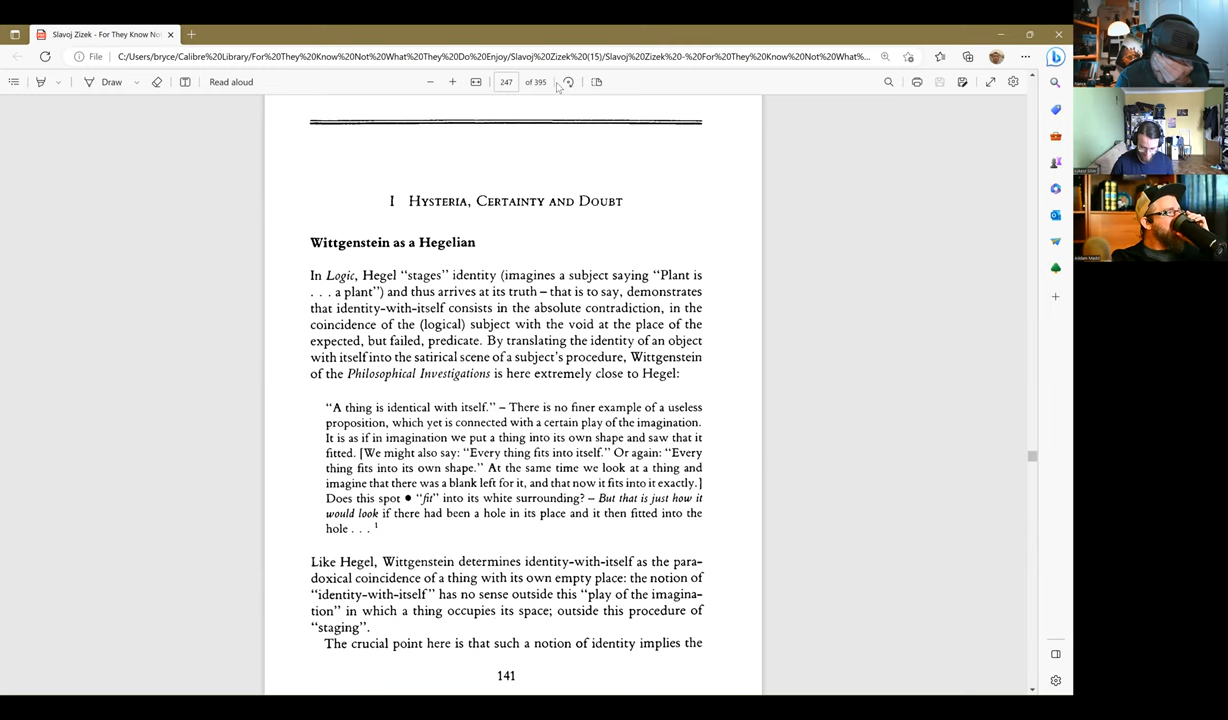 Slavoj Zizek - For They Know Not
File
C:/Users/bryce/Calibre%20Library/For%20They%20Know%20Not%20What%20They%20Do%20Enjoy/Slavoj%20Zizek%20(15)/Slavoj%20Zizek%20-%20For%20They%20Know%20Not%20What%...
Draw
247
of 395
Read aloud
I HYSTERIA, CERTAINTY AND DOUBT
Wittgenstein as a Hegelian
In Logic, Hegel “stages” identity (imagines a subject saying “Plant is
. . . a plant”) and thus arrives at its truth – that is to say, demonstrates
that identity-with-itself consists in the absolute contradiction, in the
coincidence of the (logical) subject with the void at the place of the
expected, but failed, predicate. By translating the identity of an object
with itself into the satirical scene of a subject’s procedure, Wittgenstein
of the Philosophical Investigations is here extremely close to Hegel:
“A thing is identical with itself.” – There is no finer example of a useless
proposition, which yet is connected with a certain play of the imagination.
It is as if in imagination we put a thing into its own shape and saw that it
fitted. [We might also say: “Every thing fits into itself.” Or again: “Every
thing fits into its own shape.” At the same time we look at a thing and
imagine that there was a blank left for it, and that now it fits into it exactly.]
Does this spot ● “fit” into its white surrounding? – But that is just how it
would look if there had been a hole in its place and it then fitted into the
hole . . . 1
Like Hegel, Wittgenstein determines identity-with-itself as the para-
doxical coincidence of a thing with its own empty place: the notion of
“identity-with-itself” has no sense outside this “play of the imagina-
tion” in which a thing occupies its space; outside this procedure of
“staging”.
The crucial point here is that such a notion of identity implies the
141